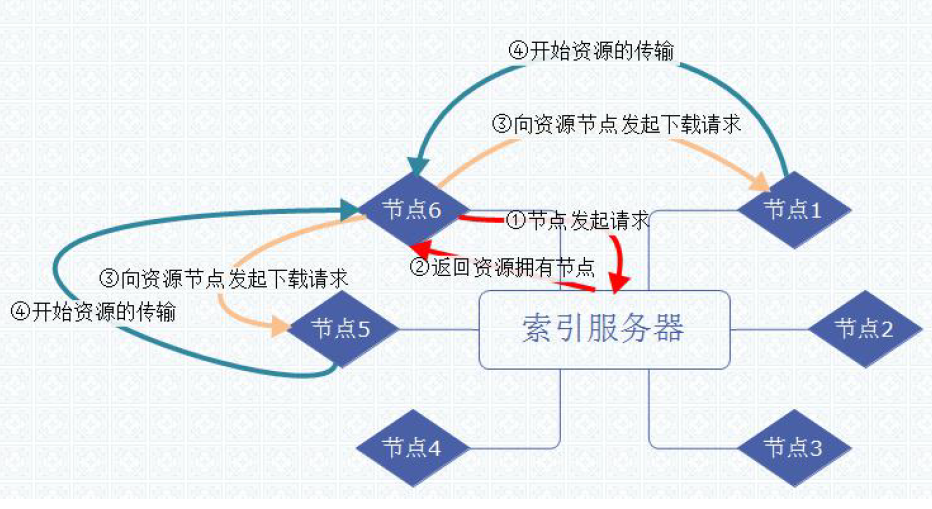 ④开始资源的传输
③向资源节点发起下载请求
节点6
节点1
①节点发起请求
②返回资源拥有节点
③向资源节点发起下载请求
④开始资源的传输
节点5
索引服务器
节点2
节点4
节点3